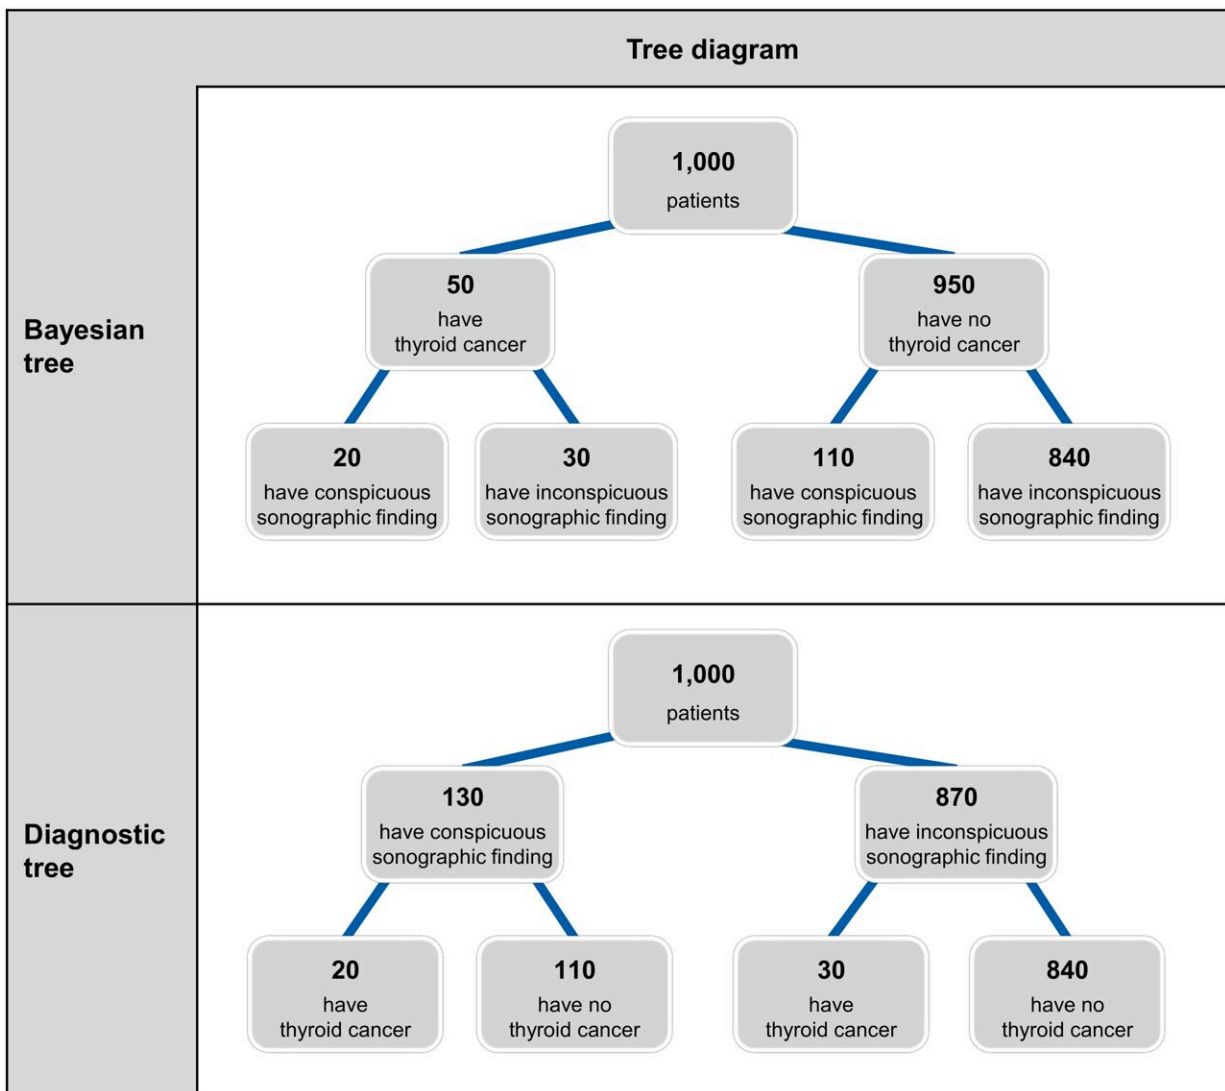 Tree diagram
Bayesian
tree
1,000
patients
50
have
thyroid cancer
950
have no
thyroid cancer
20
have conspicuous
sonographic finding
30
have inconspicuous
sonographic finding
110
have conspicuous
sonographic finding
840
have inconspicuous
sonographic finding
Diagnostic
tree
1,000
patients
130
have conspicuous
sonographic finding
870
have inconspicuous
sonographic finding
20
have
thyroid cancer
110
have no
thyroid cancer
30
have
thyroid cancer
840
have no
thyroid cancer